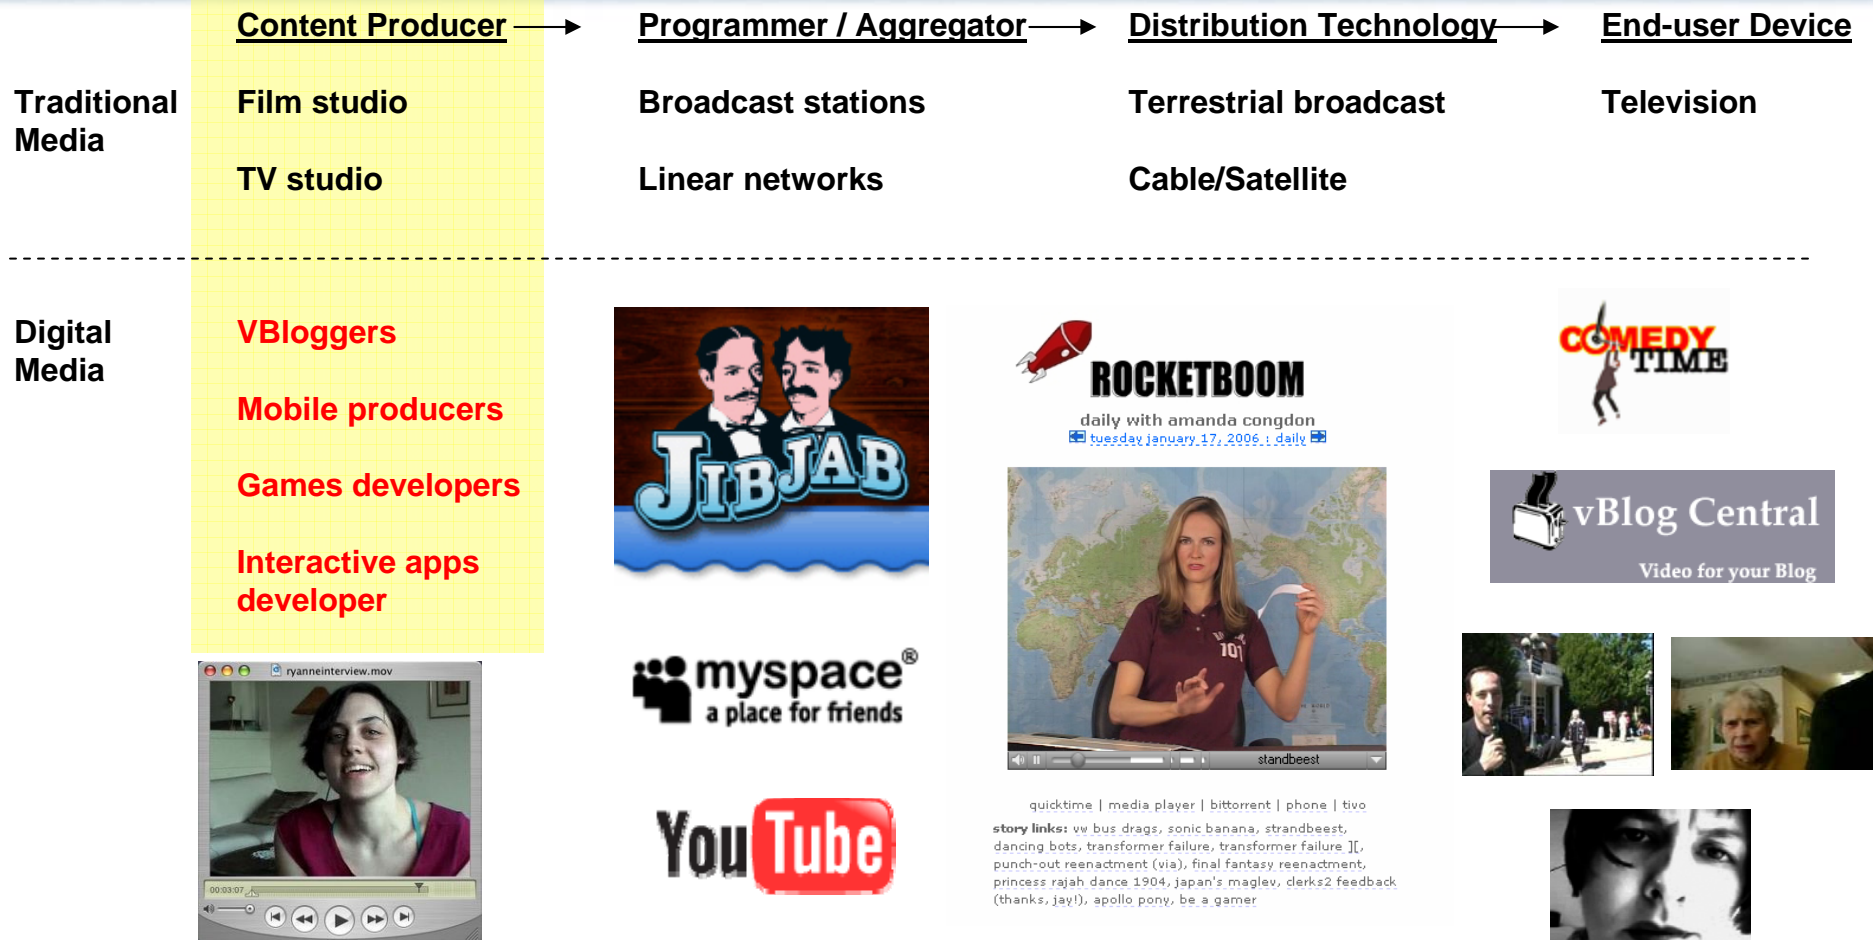 Content Producer
Programmer / Aggregator
Distribution Technology
End-user Device
Traditional
Media
Film studio
Broadcast stations
Terrestrial broadcast
Television
TV studio
Linear networks
Cable/Satellite
Digital
Media
VBloggers
Mobile producers
Games developers
Interactive apps
developer
ryanneinterview.mov
00:03:07
JIBJAB
myspace®
a place for friends
YouTube
ROCKETBOOM
daily with amanda congdon
tuesday january 17, 2006 : daily
101
standbeest
quicktime | media player | bittorrent | phone | tivo
story links: vw bus drags, sonic banana, strandbeest,
dancing bots, transformer failure, transformer failure ][,
punch-out reenactment (via), final fantasy reenactment,
princess rajah dance 1904, japan's maglev, clerks2 feedback
(thanks, jay!), apollo pony, be a gamer
COMEDY
TIME
vBlog Central
Video for your Blog